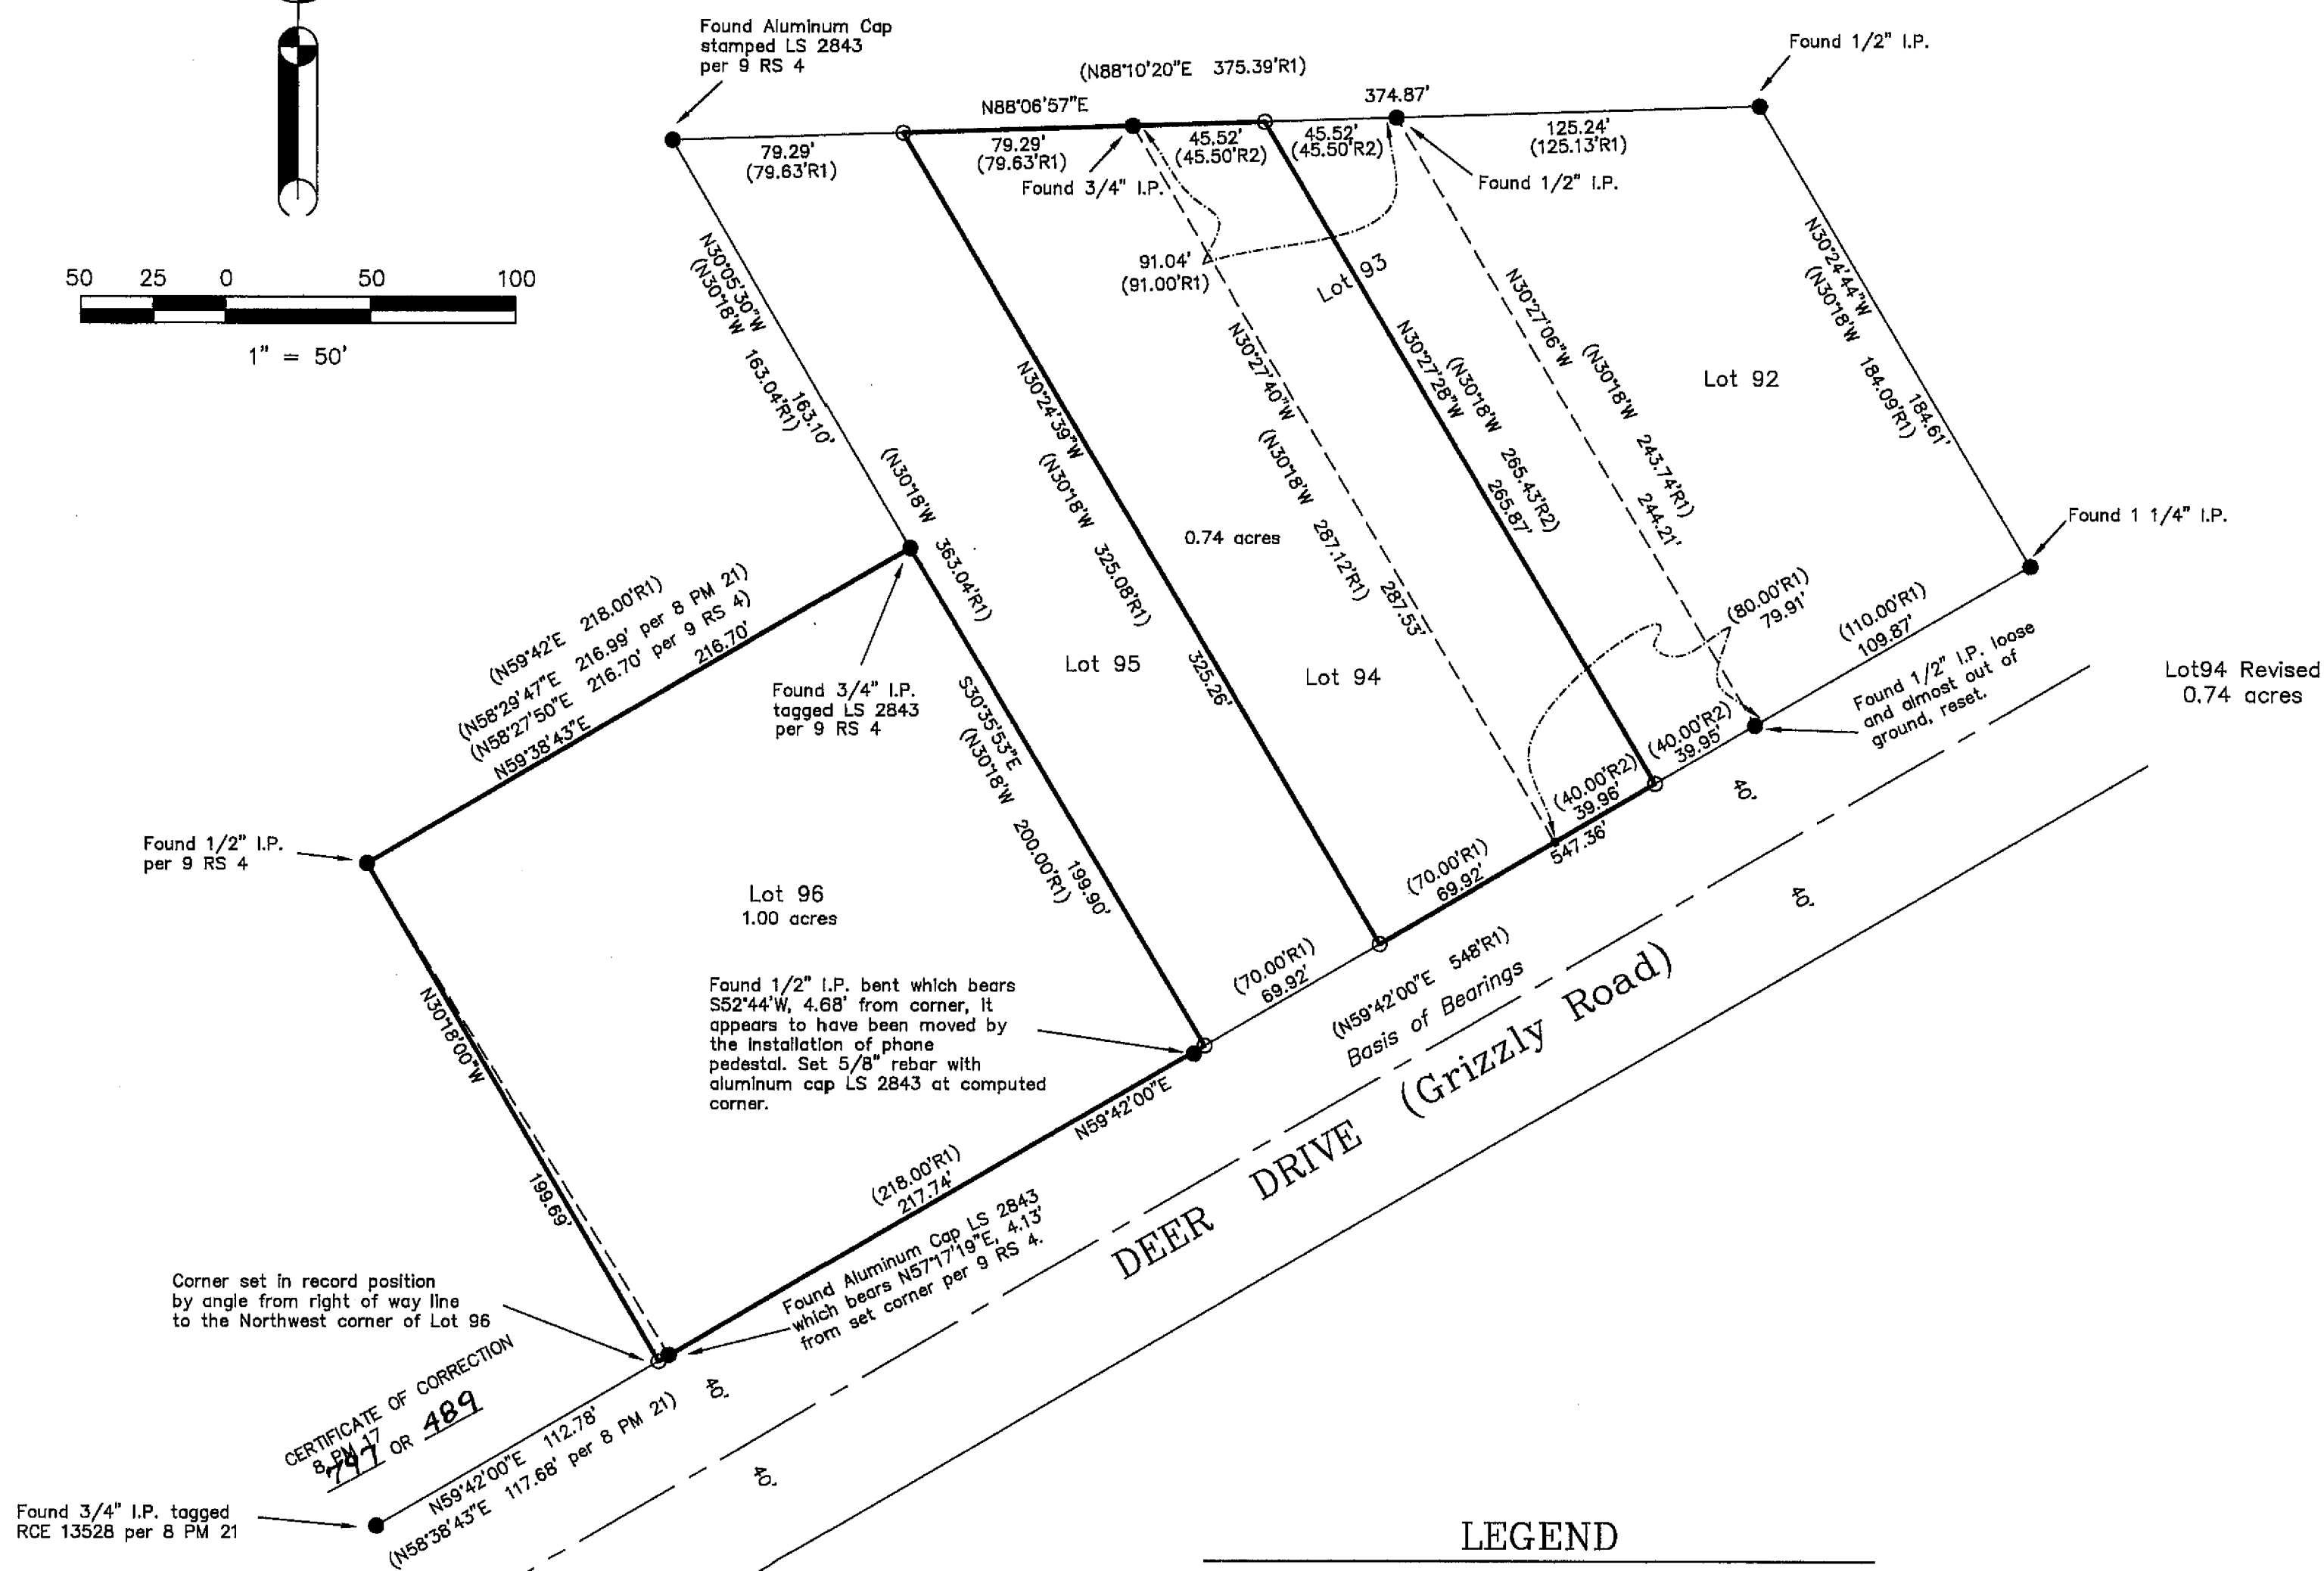 Found Aluminum Cap
stamped LS 2843
per 9 RS 4
Found 1/2" I.P.
(N88°10'20"E 375.39'R1)
N88°06'57"E
374.87'
79.29'
(79.63'R1)
79.29'
(79.63'R1)
45.52'
(45.50'R2)
45.52'
(45.50'R2)
125.24'
(125.13'R1)
Found 3/4" I.P.
Found 1/2" I.P.
91.04'
(91.00'R1)
Lot 93
50 25 0 50 100
1" = 50'
N30°05'30"W 163.10'
(N30°18'W 163.04'R1)
N30°24'39"W 325.26'
(N30°18'W 325.08'R1)
N30°27'40"W 287.53'
(N30°18'W 287.12'R1)
N30°27'28"W 265.87'
(N30°18'W 265.43'R2)
N30°27'06"W 244.21'
(N30°18'W 243.74'R1)
Lot 92
N30°24'44"W 184.61'
(N30°18'W 184.09'R1)
Found 1 1/4" I.P.
(N30°18'W 363.04'R1)
0.74 acres
(N59°42'E 218.00'R1)
(N58°29'47"E 216.99' per 8 PM 21)
(N58°27'50"E 216.70' per 9 RS 4)
N59°38'43"E 216.70'
Found 3/4" I.P.
tagged LS 2843
per 9 RS 4
Lot 95
Lot 94
(80.00'R1)
79.91'
(110.00'R1)
109.87'
Found 1/2" I.P. loose
and almost out of
ground, reset.
Lot94 Revised
0.74 acres
S30°35'53"E 199.90'
(N30°18'W 200.00'R1)
(40.00'R2)
39.95'
(40.00'R2)
39.96'
547.36'
(70.00'R1)
69.92'
40'
40'
Found 1/2" I.P.
per 9 RS 4
Lot 96
1.00 acres
Found 1/2" I.P. bent which bears
S52°44'W, 4.68' from corner, it
appears to have been moved by
the installation of phone
pedestal. Set 5/8" rebar with
aluminum cap LS 2843 at computed
corner.
(70.00'R1)
69.92'
(N59°42'00"E 548'R1)
Basis of Bearings
DEER DRIVE (Grizzly Road)
N30°18'00"W
199.69'
N59°42'00"E
(218.00'R1)
217.74'
Found Aluminum Cap LS 2843
which bears N57°17'19"E, 4.13'
from set corner per 9 RS 4.
Corner set in record position
by angle from right of way line
to the Northwest corner of Lot 96
CERTIFICATE OF CORRECTION
8 PM 17
797 OR 489
N59°42'00"E 112.78'
(N58°38'43"E 117.68' per 8 PM 21)
40'
40'
Found 3/4" I.P. tagged
RCE 13528 per 8 PM 21
LEGEND